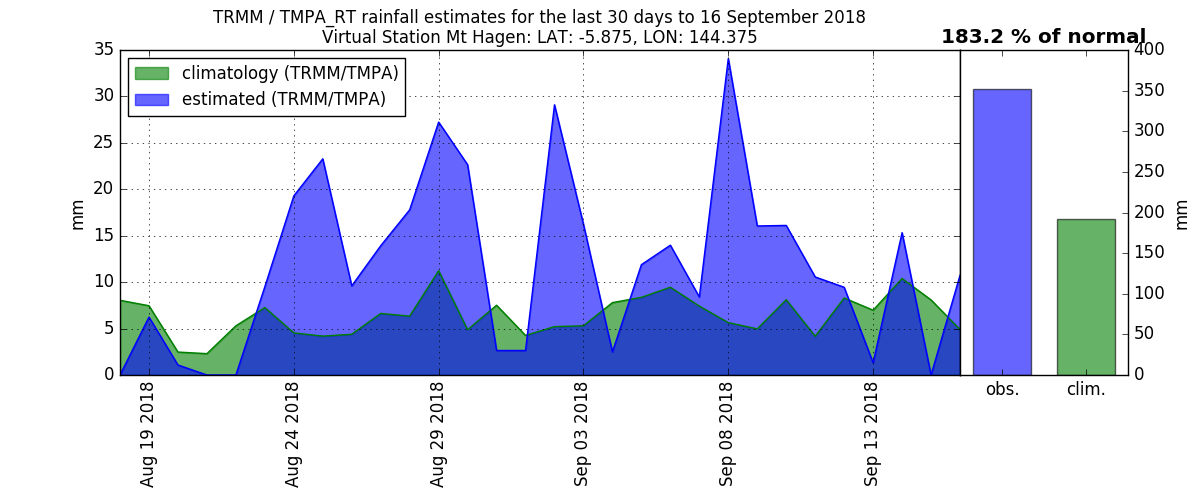 TRMM / TMPA_RT rainfall estimates for the last 30 days to 16 September 2018
Virtual Station Mt Hagen: LAT: -5.875, LON: 144.375
183.2 % of normal
climatology (TRMM/TMPA)
estimated (TRMM/TMPA)
35
30
25
20
15
10
5
0
mm
Aug 19 2018
Aug 24 2018
Aug 29 2018
Sep 03 2018
Sep 08 2018
Sep 13 2018
400
350
300
250
200
150
100
50
0
mm
obs.
clim.